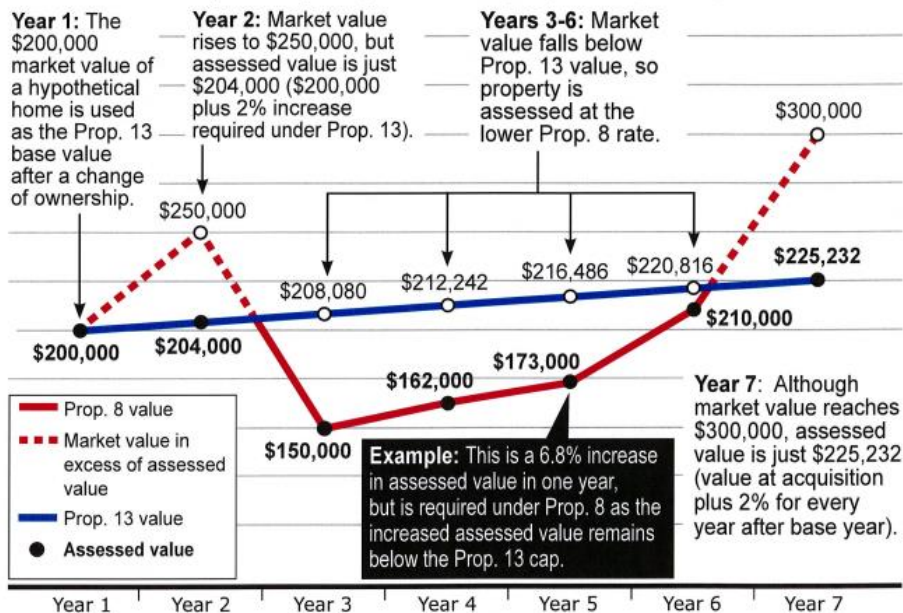 Year 1: The
$200,000
market value of
a hypothetical
home is used
as the Prop. 13
base value
after a change
of ownership.
Year 2: Market value
rises to $250,000, but
assessed value is just
$204,000 ($200,000
plus 2% increase
required under Prop. 13).
Years 3-6: Market
value falls below
Prop. 13 value, so
property is
assessed at the
lower Prop. 8 rate.
$300,000
$250,000
$208,080
$212,242
$216,486
$220,816
$225,232
$200,000
$204,000
$150,000
$162,000
$173,000
$210,000
Prop. 8 value
Market value in
excess of assessed
value
Prop. 13 value
Assessed value
Example: This is a 6.8% increase
in assessed value in one year,
but is required under Prop. 8 as the
increased assessed value remains
below the Prop. 13 cap.
Year 7: Although
market value reaches
$300,000, assessed
value is just $225,232
(value at acquisition
plus 2% for every
year after base year).
Year 1
Year 2
Year 3
Year 4
Year 5
Year 6
Year 7